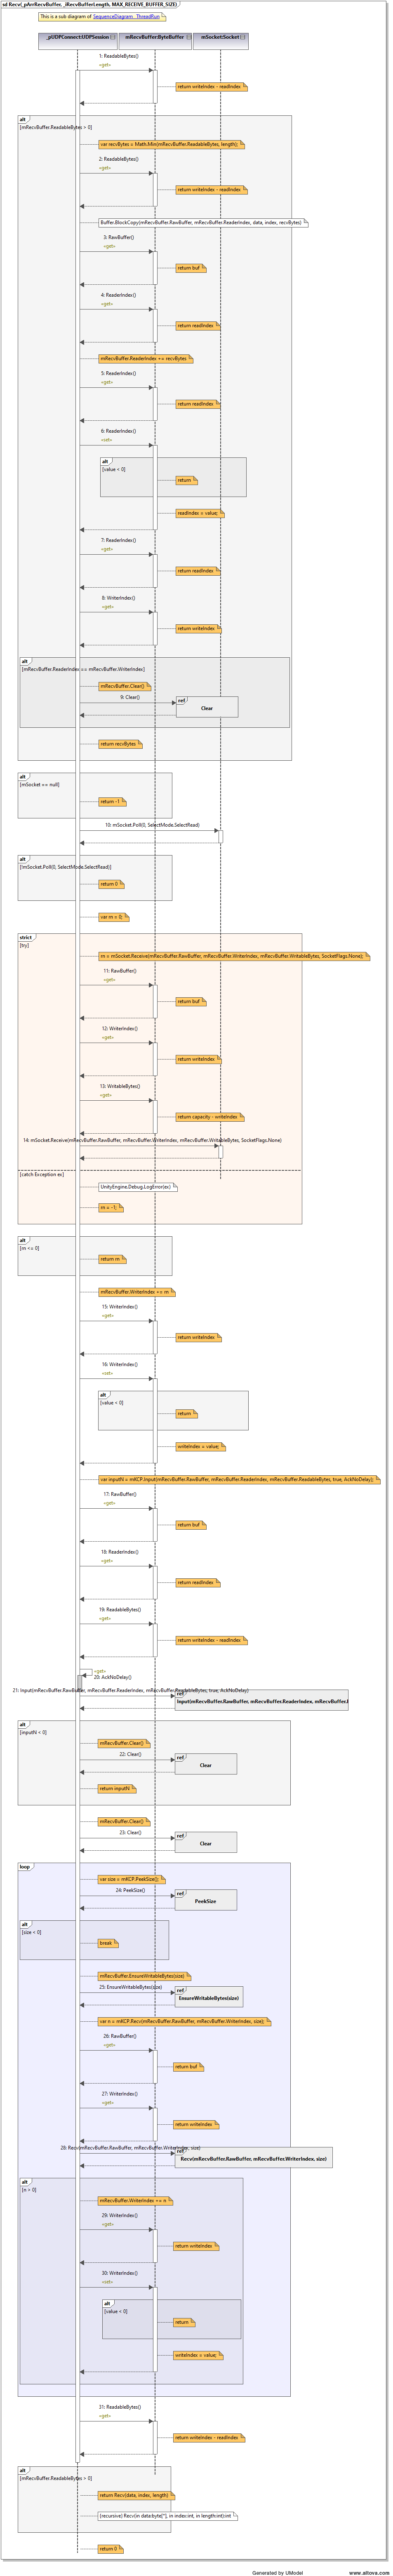 sd Recv(_pArrRecvBuffer, _iRecvBufferLength, MAX_RECEIVE_BUFFER_SIZE)
This is a sub diagram of SequenceDiagram_ThreadRun
_pUDPConnect:UDPSession
mRecvBuffer:ByteBuffer
mSocket:Socket
1: ReadableBytes()
«get»
return writeIndex - readIndex
alt
[mRecvBuffer.ReadableBytes > 0]
var recvBytes = Math.Min(mRecvBuffer.ReadableBytes, length);
2: ReadableBytes()
«get»
return writeIndex - readIndex
Buffer.BlockCopy(mRecvBuffer.RawBuffer, mRecvBuffer.ReaderIndex, data, index, recvBytes)
3: RawBuffer()
«get»
return buf
4: ReaderIndex()
«get»
return readIndex
mRecvBuffer.ReaderIndex += recvBytes
5: ReaderIndex()
«get»
return readIndex
6: ReaderIndex()
«set»
alt
[value < 0]
return
readIndex = value;
7: ReaderIndex()
«get»
return readIndex
8: WriterIndex()
«get»
return writeIndex
alt
[mRecvBuffer.ReaderIndex == mRecvBuffer.WriterIndex]
mRecvBuffer.Clear()
9: Clear()
ref
Clear
return recvBytes
alt
[mSocket == null]
return -1
10: mSocket.Poll(0, SelectMode.SelectRead)
alt
[!mSocket.Poll(0, SelectMode.SelectRead)]
return 0
var m = 0;
strict
[try]
m = mSocket.Receive(mRecvBuffer.RawBuffer, mRecvBuffer.WriterIndex, mRecvBuffer.WritableBytes, SocketFlags.None);
11: RawBuffer()
«get»
return buf
12: WriterIndex()
«get»
return writeIndex
13: WritableBytes()
«get»
return capacity - writeIndex
14: mSocket.Receive(mRecvBuffer.RawBuffer, mRecvBuffer.WriterIndex, mRecvBuffer.WritableBytes, SocketFlags.None)
[catch Exception ex]
UnityEngine.Debug.LogError(ex)
m = -1;
alt
[m <= 0]
return m
mRecvBuffer.WriterIndex += m
15: WriterIndex()
«get»
return writeIndex
16: WriterIndex()
«set»
alt
[value < 0]
return
writeIndex = value;
var inputN = mKCP.Input(mRecvBuffer.RawBuffer, mRecvBuffer.ReaderIndex, mRecvBuffer.ReadableBytes, true, AckNoDelay);
17: RawBuffer()
«get»
return buf
18: ReaderIndex()
«get»
return readIndex
19: ReadableBytes()
«get»
return writeIndex - readIndex
«get»
20: AckNoDelay()
21: Input(mRecvBuffer.RawBuffer, mRecvBuffer.ReaderIndex, mRecvBuffer.ReadableBytes, true, AckNoDelay)
ref
Input(mRecvBuffer.RawBuffer, mRecvBuffer.ReaderIndex, mRecvBuffer.
alt
[inputN < 0]
mRecvBuffer.Clear()
22: Clear()
ref
Clear
return inputN
mRecvBuffer.Clear()
23: Clear()
ref
Clear
loop
var size = mKCP.PeekSize();
24: PeekSize()
ref
PeekSize
alt
[size < 0]
break
mRecvBuffer.EnsureWritableBytes(size)
25: EnsureWritableBytes(size)
ref
EnsureWritableBytes(size)
var n = mKCP.Recv(mRecvBuffer.RawBuffer, mRecvBuffer.WriterIndex, size);
26: RawBuffer()
«get»
return buf
27: WriterIndex()
«get»
return writeIndex
28: Recv(mRecvBuffer.RawBuffer, mRecvBuffer.WriterIndex, size)
ref
Recv(mRecvBuffer.RawBuffer, mRecvBuffer.WriterIndex, size)
alt
[n > 0]
mRecvBuffer.WriterIndex += n
29: WriterIndex()
«get»
return writeIndex
30: WriterIndex()
«set»
alt
[value < 0]
return
writeIndex = value;
31: ReadableBytes()
«get»
return writeIndex - readIndex
alt
[mRecvBuffer.ReadableBytes > 0]
return Recv(data, index, length)
(recursive) Recv(in data:byte[*], in index:int, in length:int):int
return 0
Generated by UModel
www.altova.com